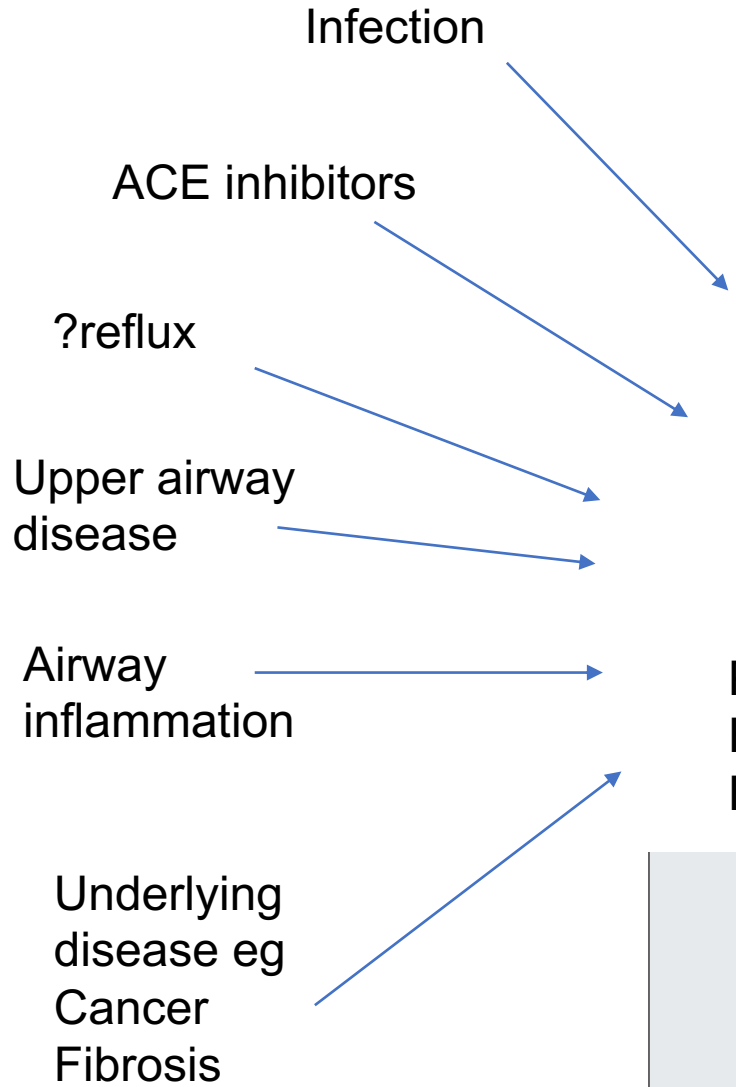 Infection
ACE inhibitors
?reflux
Upper airway
disease
Airway
inflammation
Underlying
disease eg
Cancer
Fibrosis